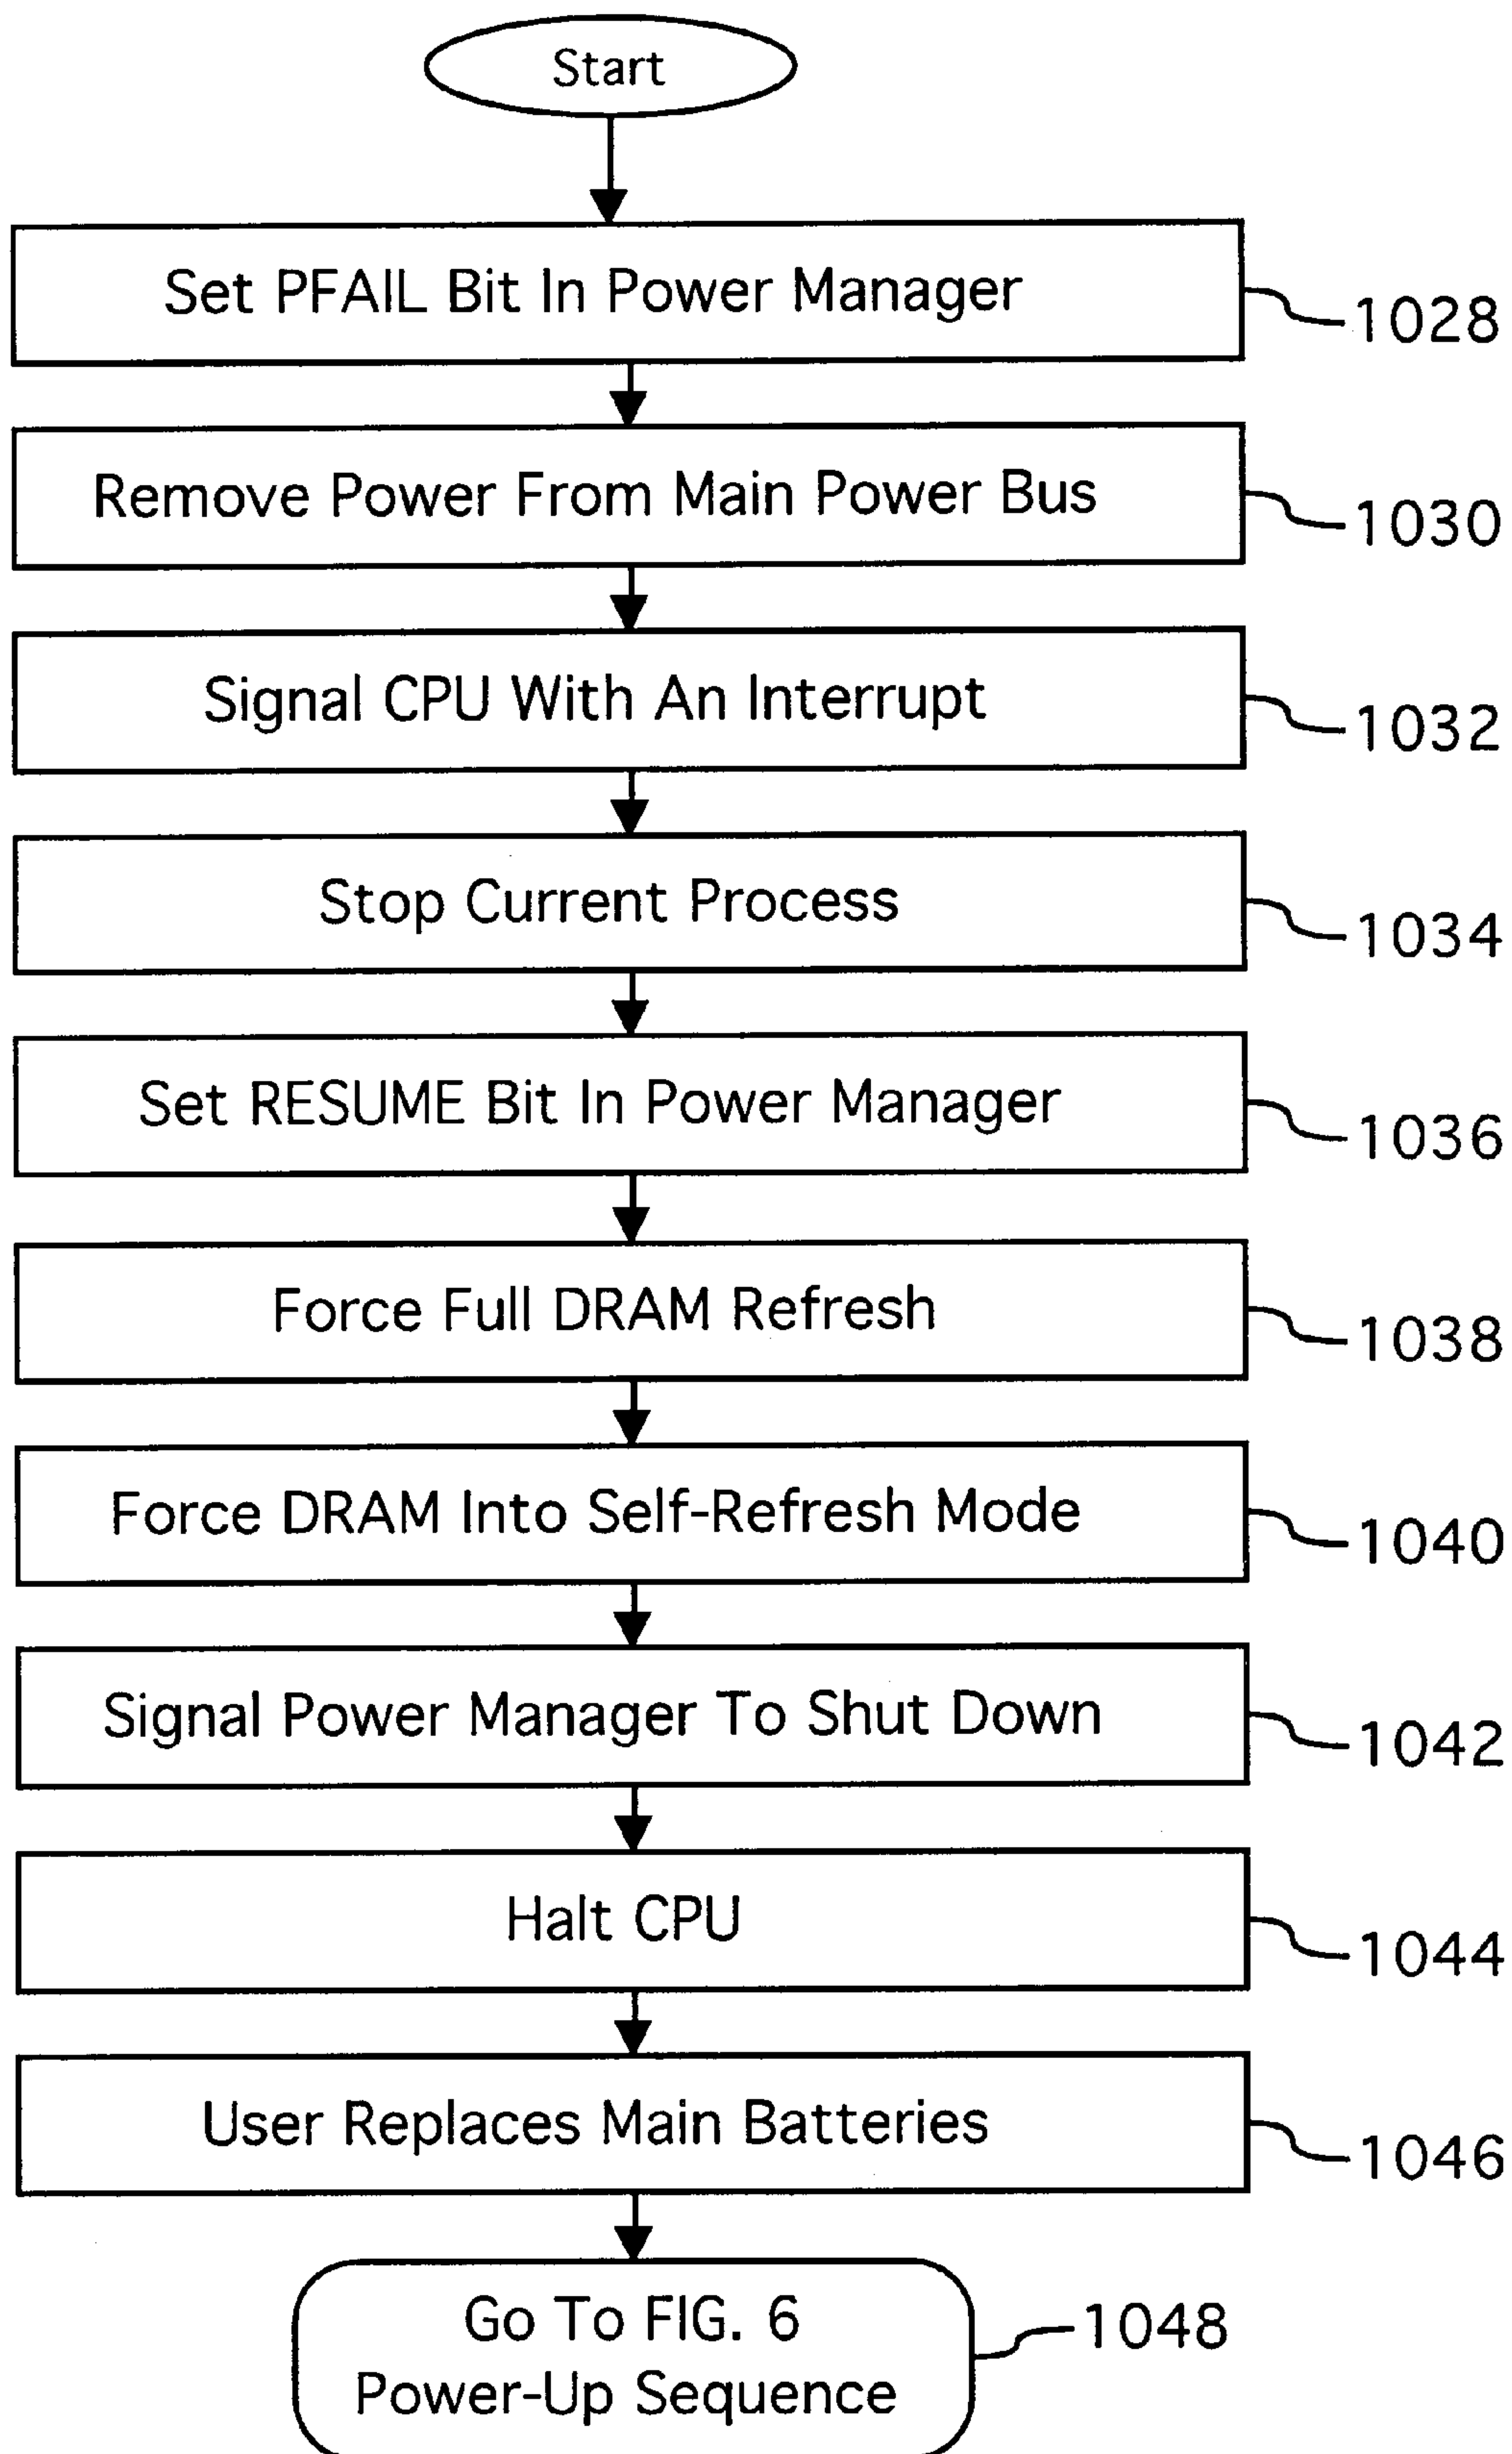 Start
Set PFAIL Bit In Power Manager
1028
Remove Power From Main Power Bus
1030
Signal CPU With An Interrupt
1032
Stop Current Process
1034
Set RESUME Bit In Power Manager
1036
Force Full DRAM Refresh
1038
Force DRAM Into Self-Refresh Mode
1040
Signal Power Manager To Shut Down
1042
Halt CPU
1044
User Replaces Main Batteries
1046
Go To FIG. 6
Power-Up Sequence
1048